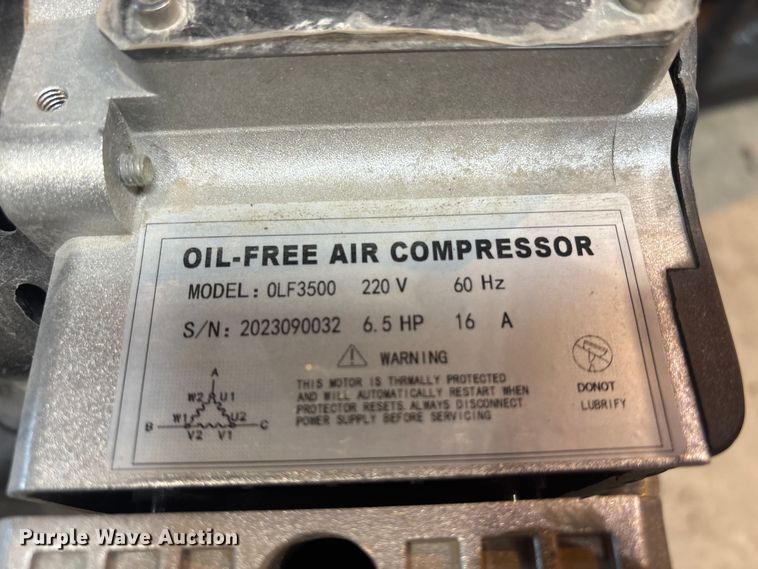 OIL-FREE AIR COMPRESSOR
MODEL: OLF3500 220 V 60 Hz
S/N: 2023090032 6.5 HP 16 A
WARNING
THIS MOTOR IS THRMALLY PROTECTED
AND WILL AUTOMATICALLY RESTART WHEN
PROTECTOR RESETS. ALWAYS DISCONNECT
POWER SUPPLY BEFORE SERVICING
DONOT
LUBRIFY
A
W2 U1
W1 U2
B C
V2 V1
Purple Wave Auction